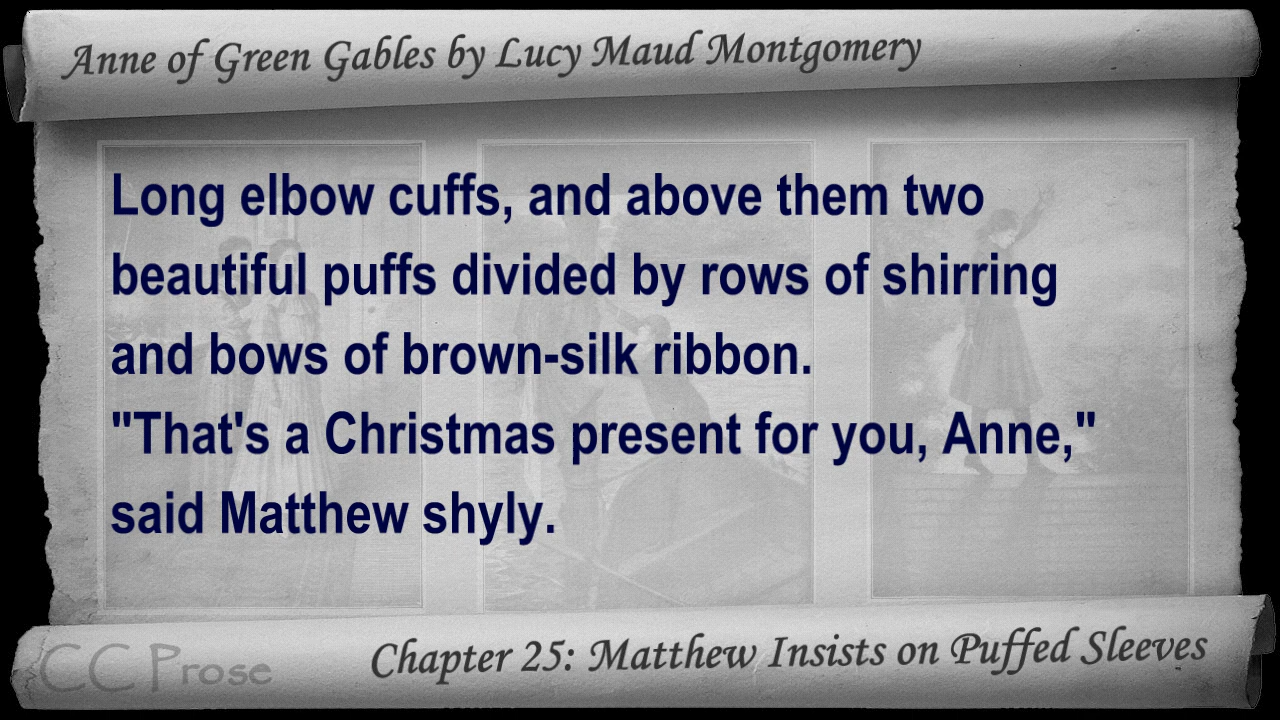 Anne of Green Gables by Lucy Maud Montgomery
Long elbow cuffs, and above them two
beautiful puffs divided by rows of shirring
and bows of brown-silk ribbon.
"That's a Christmas present for you, Anne,"
said Matthew shyly.
CC Prose
Chapter 25: Matthew Insists on Puffed Sleeves